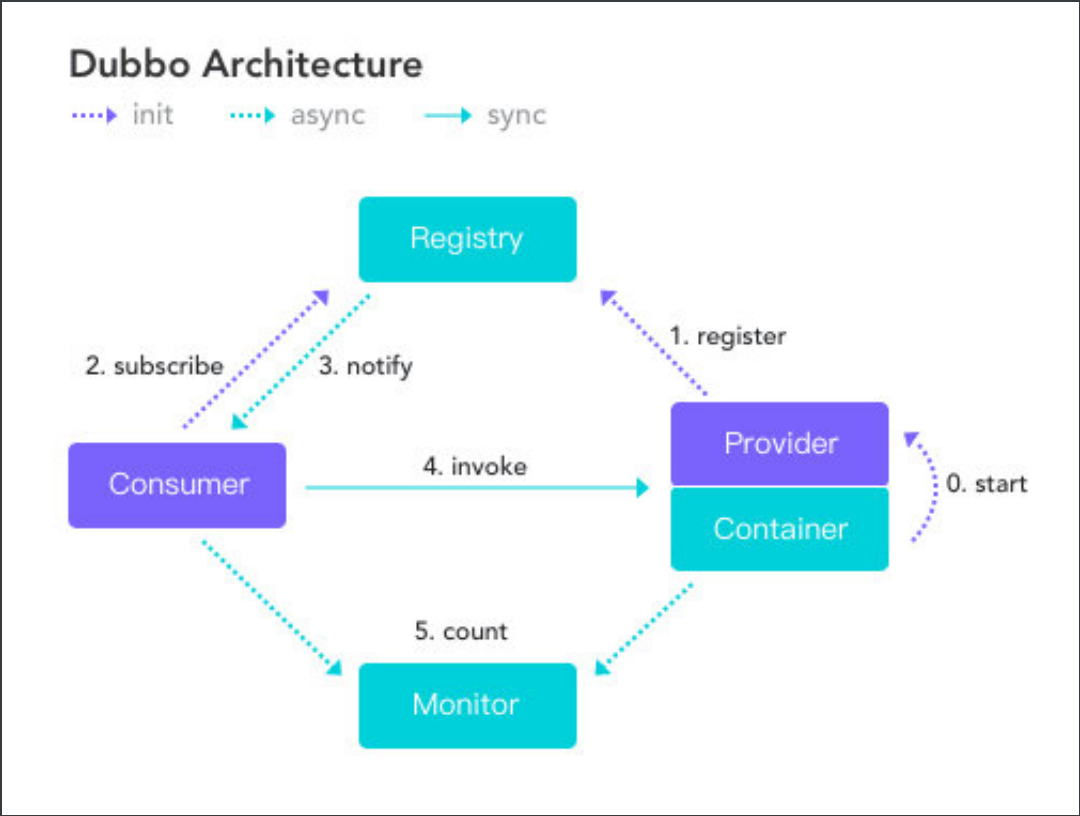 Dubbo Architecture
init async sync
Registry
1. register
2. subscribe
3. notify
Provider
Consumer
4. invoke
0. start
Container
5. count
Monitor